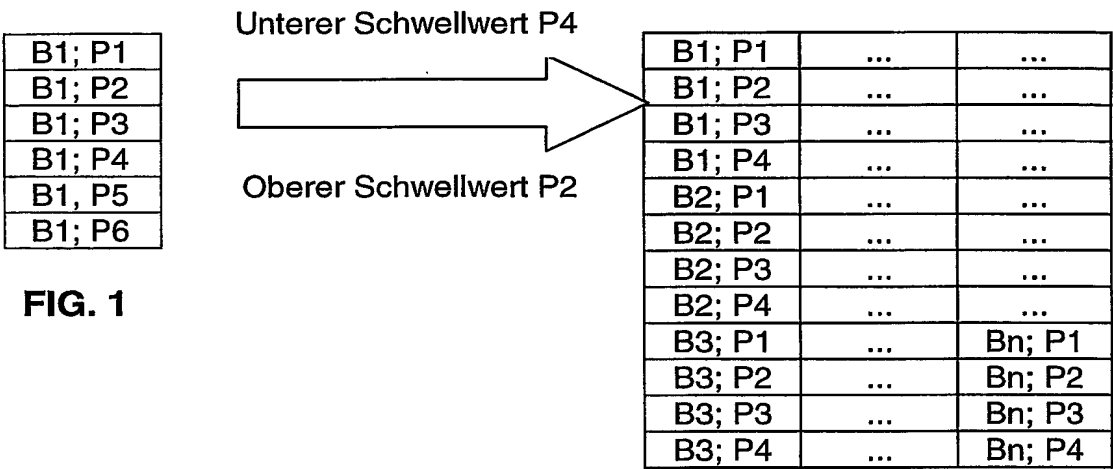 B1; P1
B1; P2
B1; P3
B1; P4
B1, P5
B1; P6
FIG. 1
Unterer Schwellwert P4
Oberer Schwellwert P2
B1; P1 ... ...
B1; P2 ... ...
B1; P3 ... ...
B1; P4 ... ...
B2; P1 ... ...
B2; P2 ... ...
B2; P3 ... ...
B2; P4 ... ...
B3; P1 ... Bn; P1
B3; P2 ... Bn; P2
B3; P3 ... Bn; P3
B3; P4 ... Bn; P4